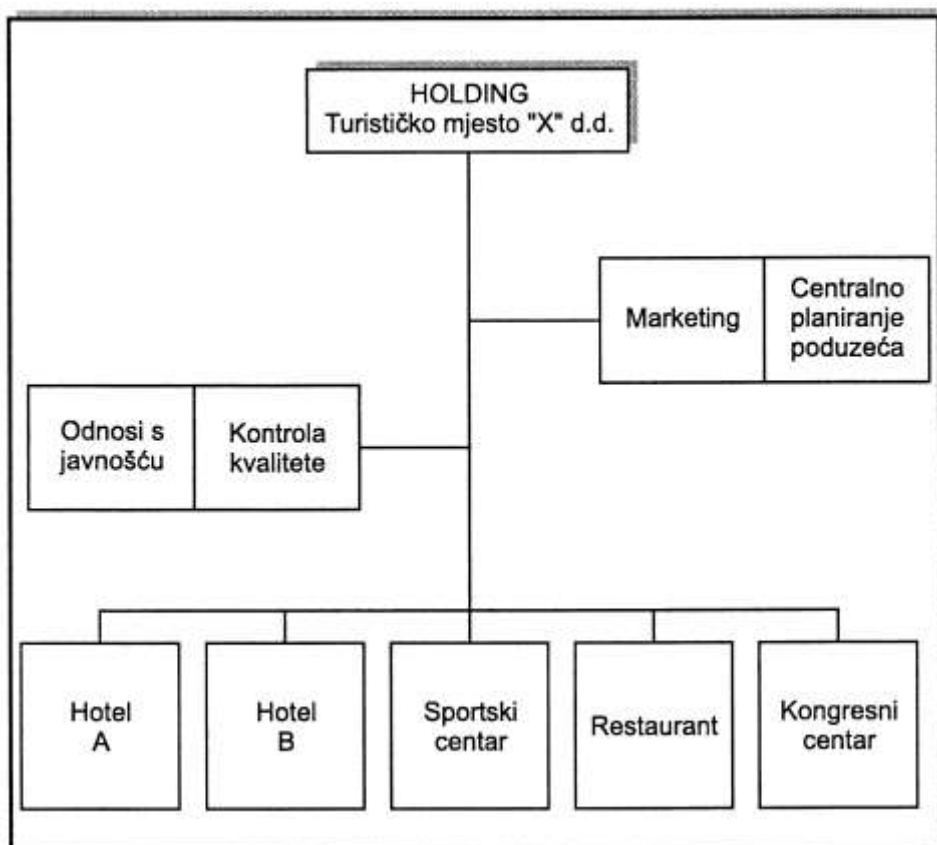 HOLDING
Turističko mjesto "X" d.d.
Marketing
Centralno
planiranje
poduzeća
Odnosi s
javnošću
Kontrola
kvalitete
Hotel
A
Hotel
B
Sportski
centar
Restaurant
Kongresni
centar